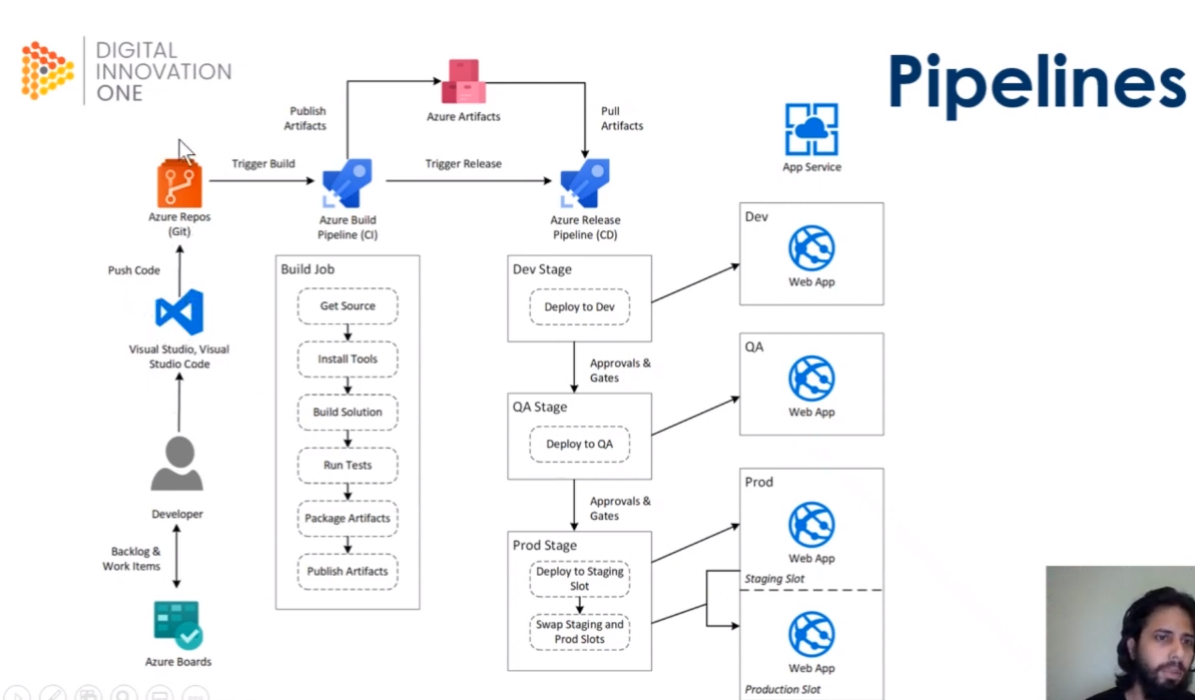 DIGITAL
INNOVATION
ONE
Pipelines
Publish
Artifacts
Azure Artifacts
Pull
Artifacts
App Service
Trigger Build
Trigger Release
Azure Repos
(Git)
Azure Build
Pipeline (CI)
Azure Release
Pipeline (CD)
Push Code
Visual Studio, Visual
Studio Code
Developer
Backlog &
Work Items
Azure Boards
Build Job
Get Source
Install Tools
Build Solution
Run Tests
Package Artifacts
Publish Artifacts
Dev Stage
Deploy to Dev
Approvals &
Gates
QA Stage
Deploy to QA
Approvals &
Gates
Prod Stage
Deploy to Staging
Slot
Swap Staging and
Prod Slots
Dev
Web App
QA
Web App
Prod
Web App
Staging Slot
Web App
Production Slot